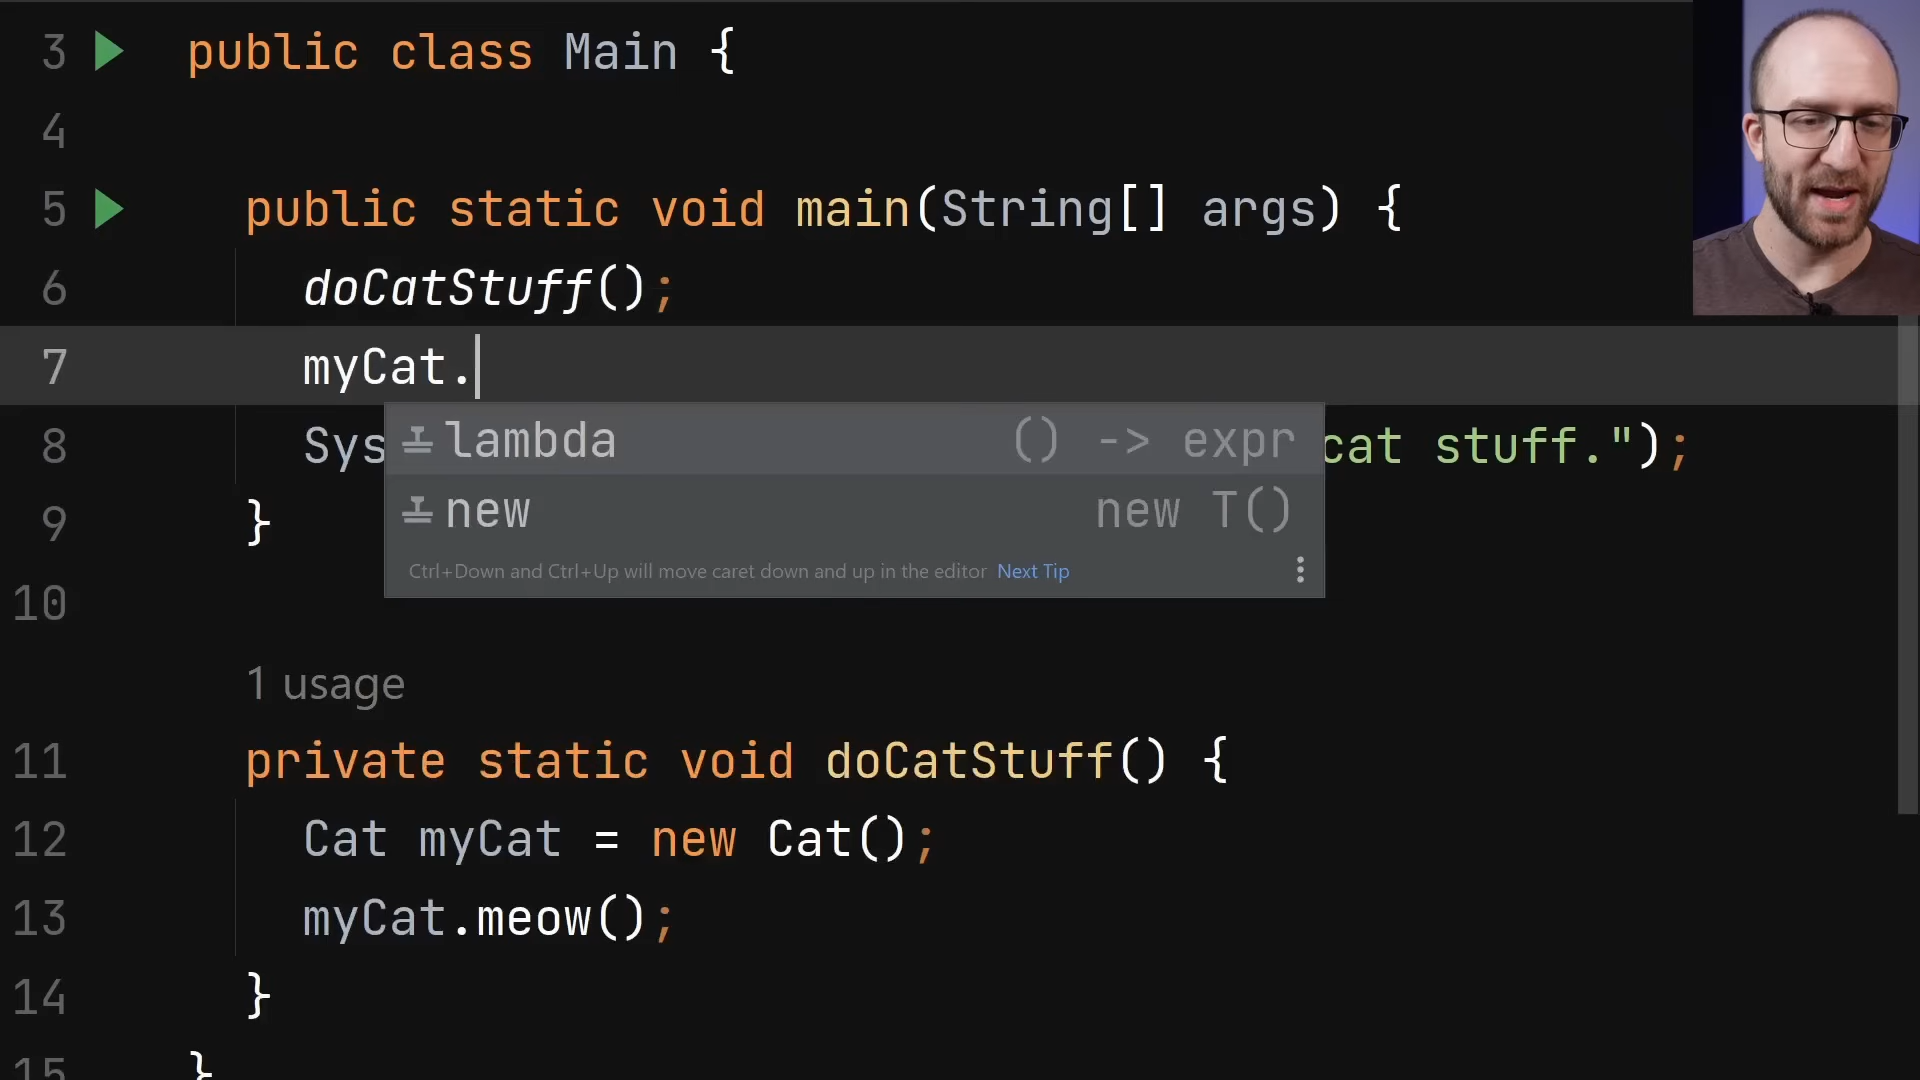 3 public class Main {
4
5 public static void main(String[] args) {
6 doCatStuff();
7 myCat.
8 Sys cat stuff.");
lambda () -> expr
new new T()
Ctrl+Down and Ctrl+Up will move caret down and up in the editor Next Tip
9 }
10
1 usage
11 private static void doCatStuff() {
12 Cat myCat = new Cat();
13 myCat.meow();
14 }
15 }